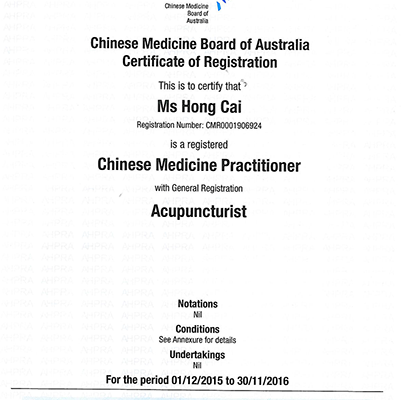 Chinese Medicine
Board of
Australia
Chinese Medicine Board of Australia
Certificate of Registration
This is to certify that
Ms Hong Cai
Registration Number: CMR0001906924
is a registered
Chinese Medicine Practitioner
with General Registration
Acupuncturist
Notations
Nil
Conditions
See Annexure for details
Undertakings
Nil
For the period 01/12/2015 to 30/11/2016